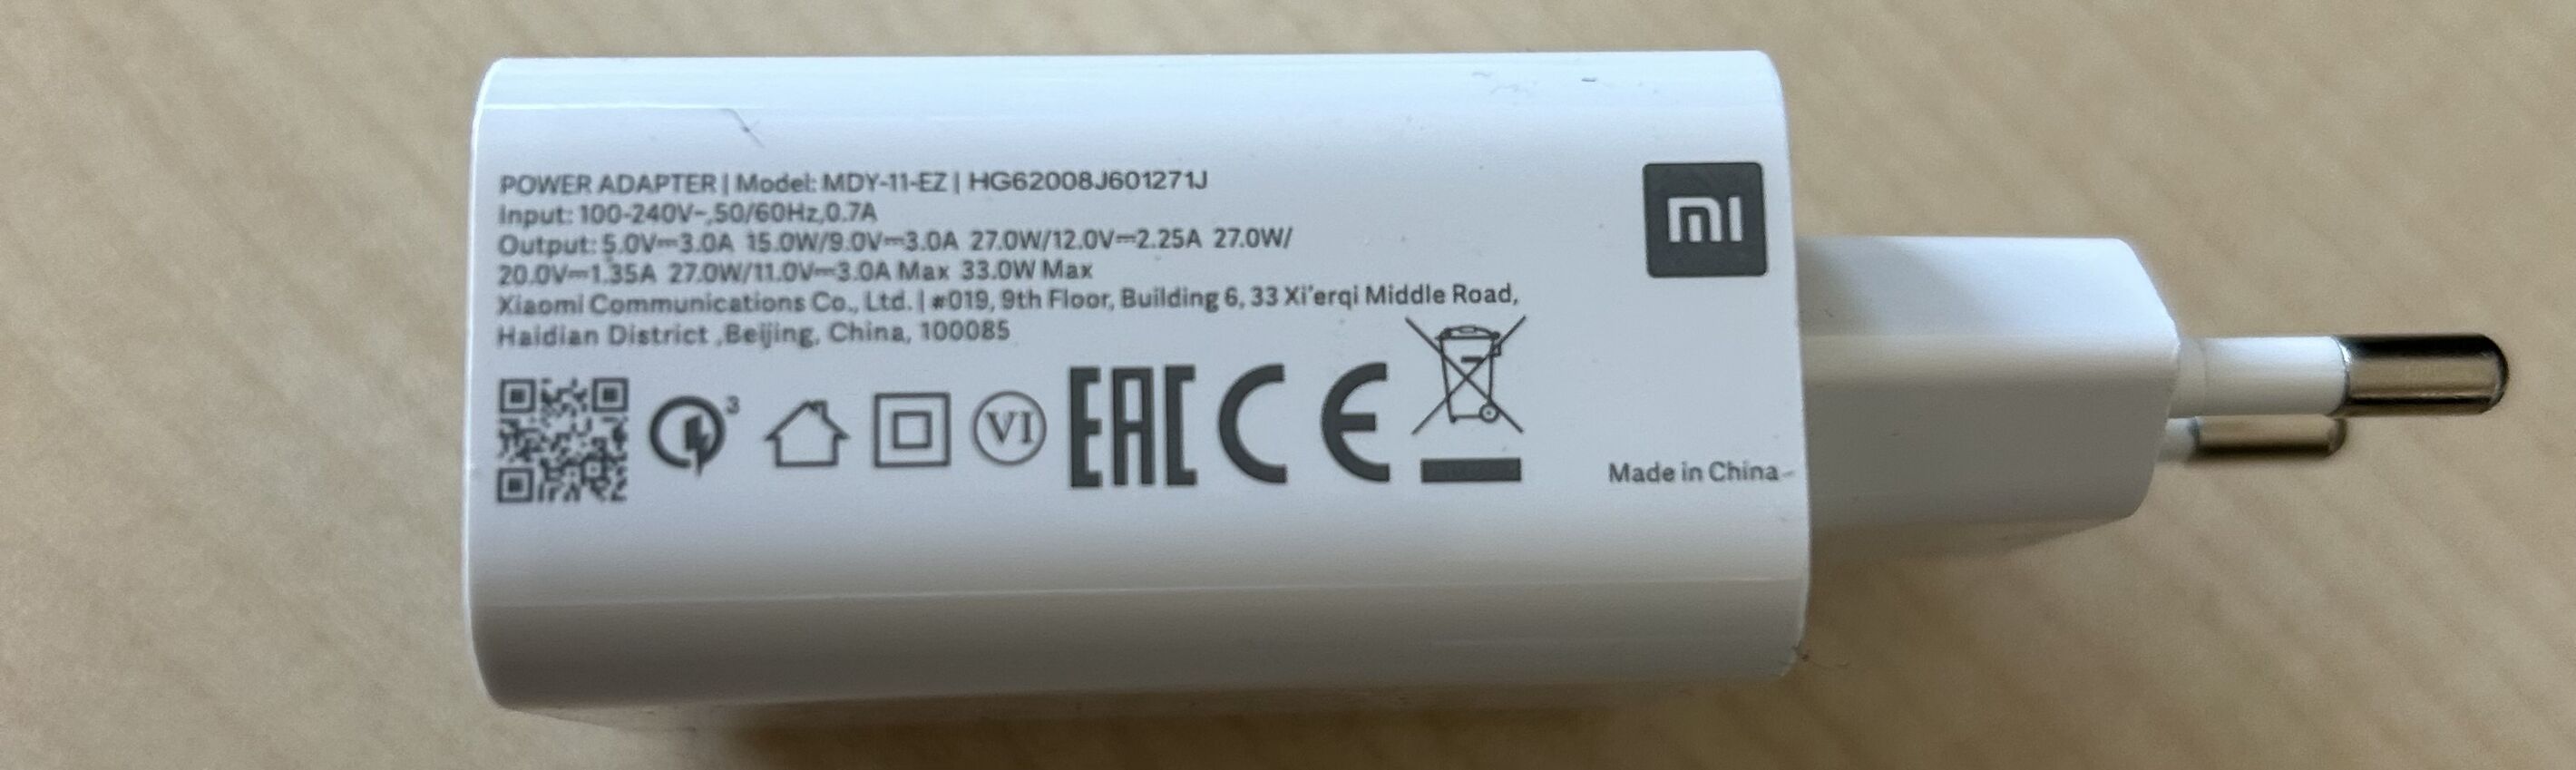 POWER ADAPTER | Model: MDY-11-EZ | HG62008J601271J
Input: 100-240V~,50/60Hz,0.7A
Output: 5.0V⎓3.0A 15.0W/9.0V⎓3.0A 27.0W/12.0V⎓2.25A 27.0W/
20.0V⎓1.35A 27.0W/11.0V⎓3.0A Max 33.0W Max
Xiaomi Communications Co., Ltd. | #019, 9th Floor, Building 6, 33 Xi'erqi Middle Road,
Haidian District ,Beijing, China, 100085
mi
3 VI EAC CE
Made in China